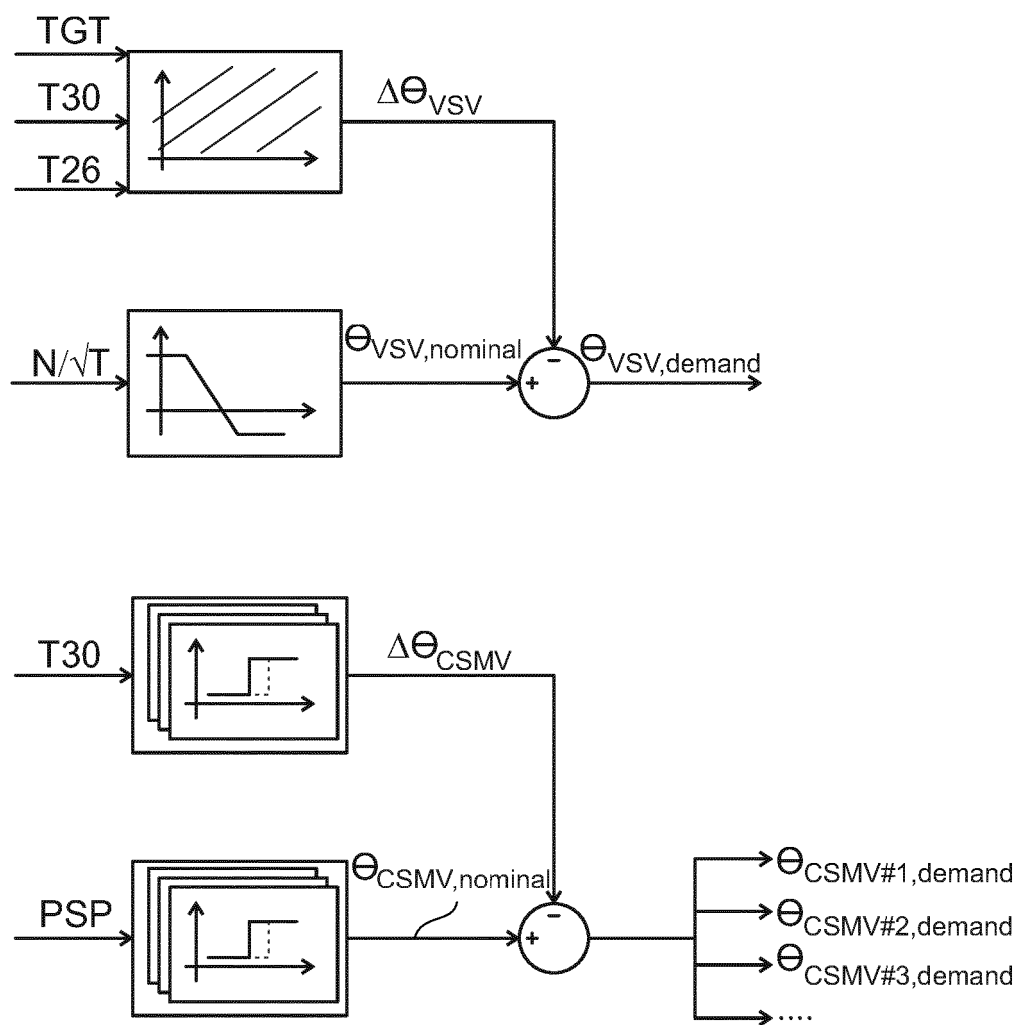 TGT
T30
T26
ΔΘVSV
-
N/√T
ΘVSV,nominal
+
ΘVSV,demand
T30
ΔΘCSMV
-
PSP
ΘCSMV,nominal
+
ΘCSMV#1,demand
ΘCSMV#2,demand
ΘCSMV#3,demand
....